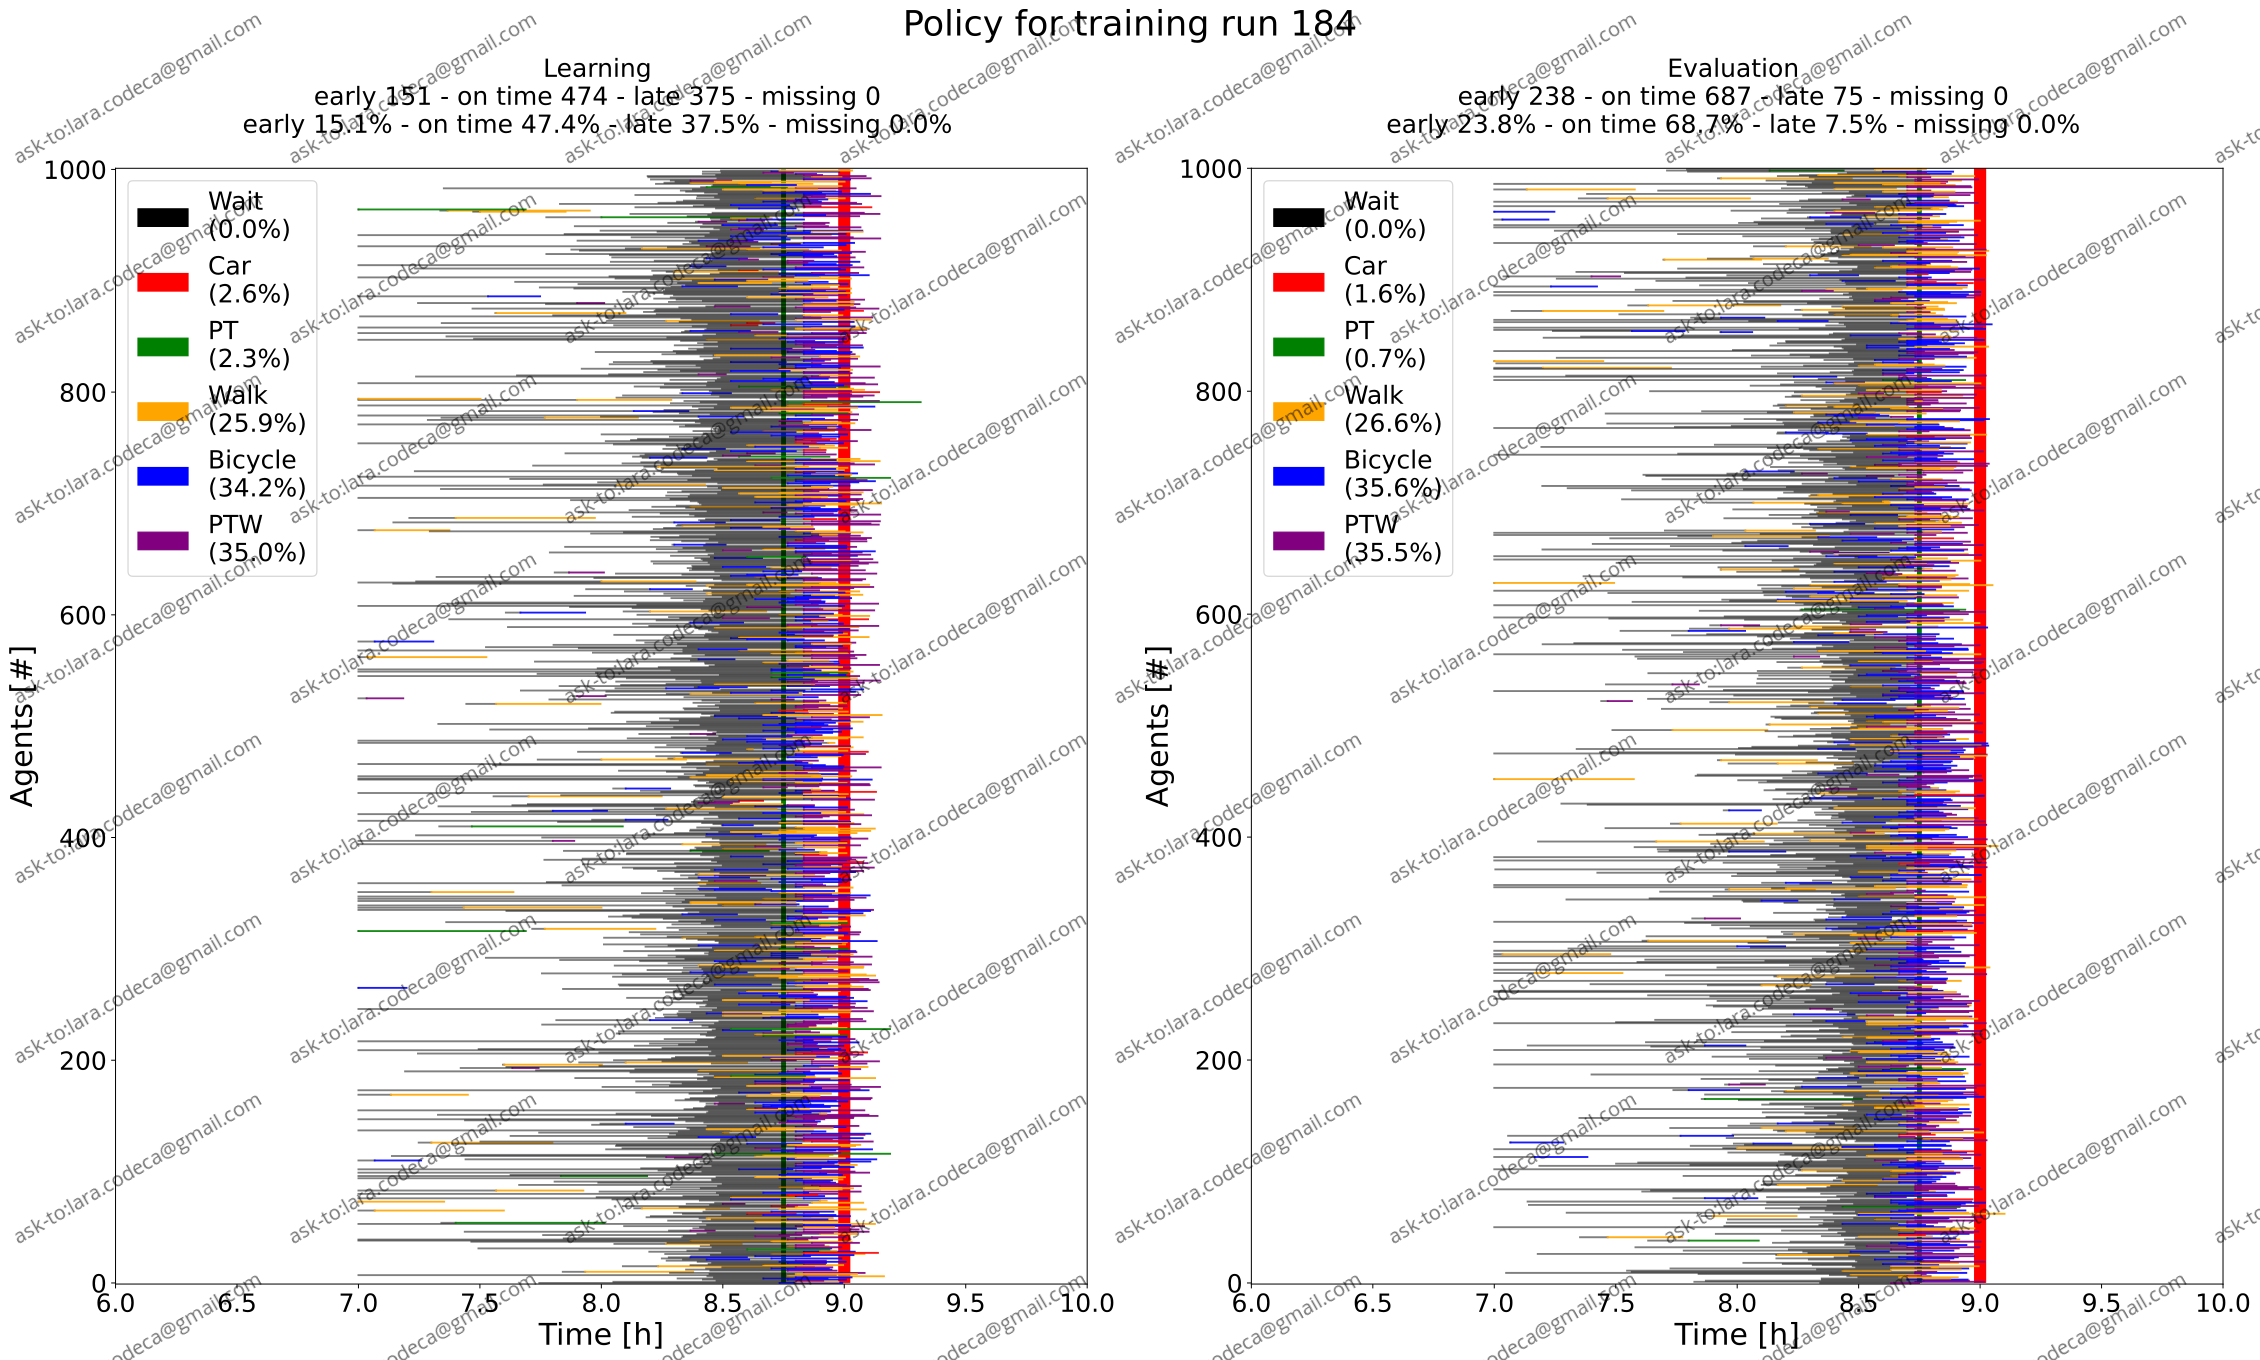 Policy for training run 184
Learning
early 151 - on time 474 - late 375 - missing 0
early 15.1% - on time 47.4% - late 37.5% - missing 0.0%
1000
800
600
400
200
0
Agents [#]
Wait
(0.0%)
Car
(2.6%)
PT
(2.3%)
Walk
(25.9%)
Bicycle
(34.2%)
PTW
(35.0%)
6.0 6.5 7.0 7.5 8.0 8.5 9.0 9.5 10.0
Time [h]
Evaluation
early 238 - on time 687 - late 75 - missing 0
early 23.8% - on time 68.7% - late 7.5% - missing 0.0%
1000
800
600
400
200
0
Agents [#]
Wait
(0.0%)
Car
(1.6%)
PT
(0.7%)
Walk
(26.6%)
Bicycle
(35.6%)
PTW
(35.5%)
6.0 6.5 7.0 7.5 8.0 8.5 9.0 9.5 10.0
Time [h]
ask-to:lara.codeca@gmail.com